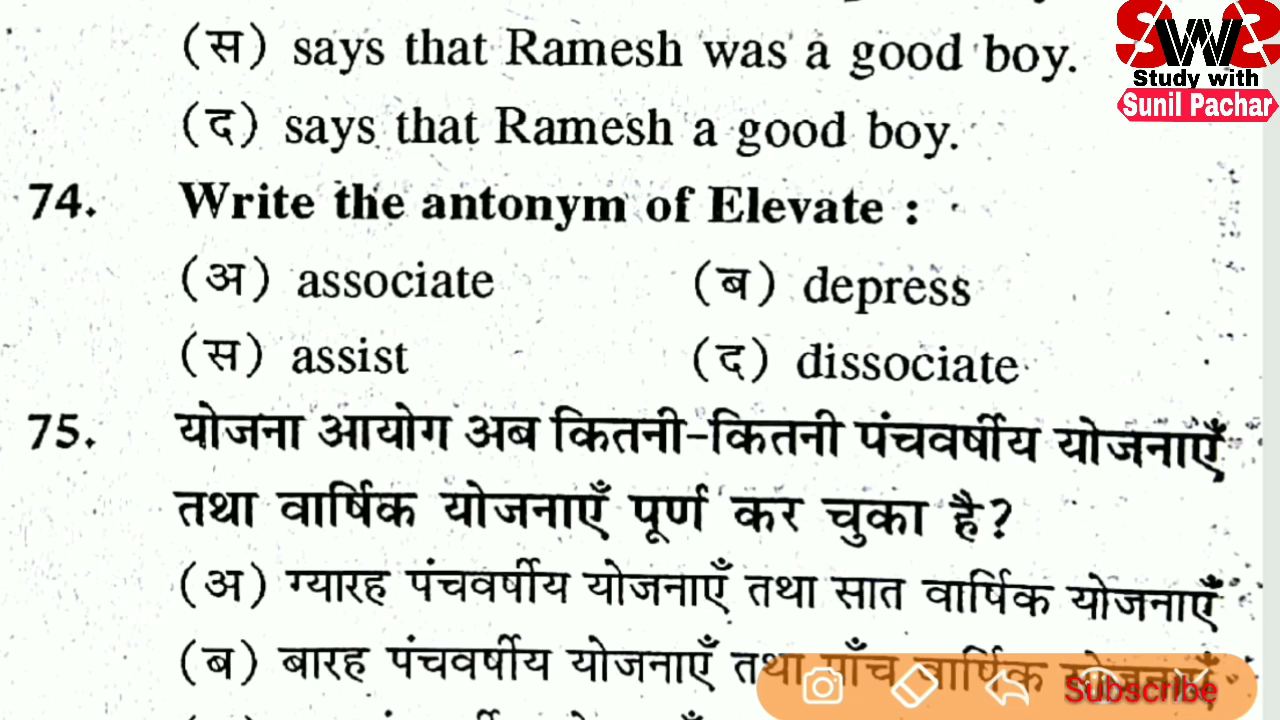 (स) says that Ramesh was a good boy.
(द) says that Ramesh a good boy.
74. Write the antonym of Elevate :
(अ) associate (ब) depress
(स) assist (द) dissociate
75. योजना आयोग अब कितनी-कितनी पंचवर्षीय योजनाएँ
तथा वार्षिक योजनाएँ पूर्ण कर चुका है?
(अ) ग्यारह पंचवर्षीय योजनाएँ तथा सात वार्षिक योजनाएँ
(ब) बारह पंचवर्षीय योजनाएँ तथा पाँच वार्षिक योजनाएँ
SWS
Study with
Sunil Pachar
Subscribe